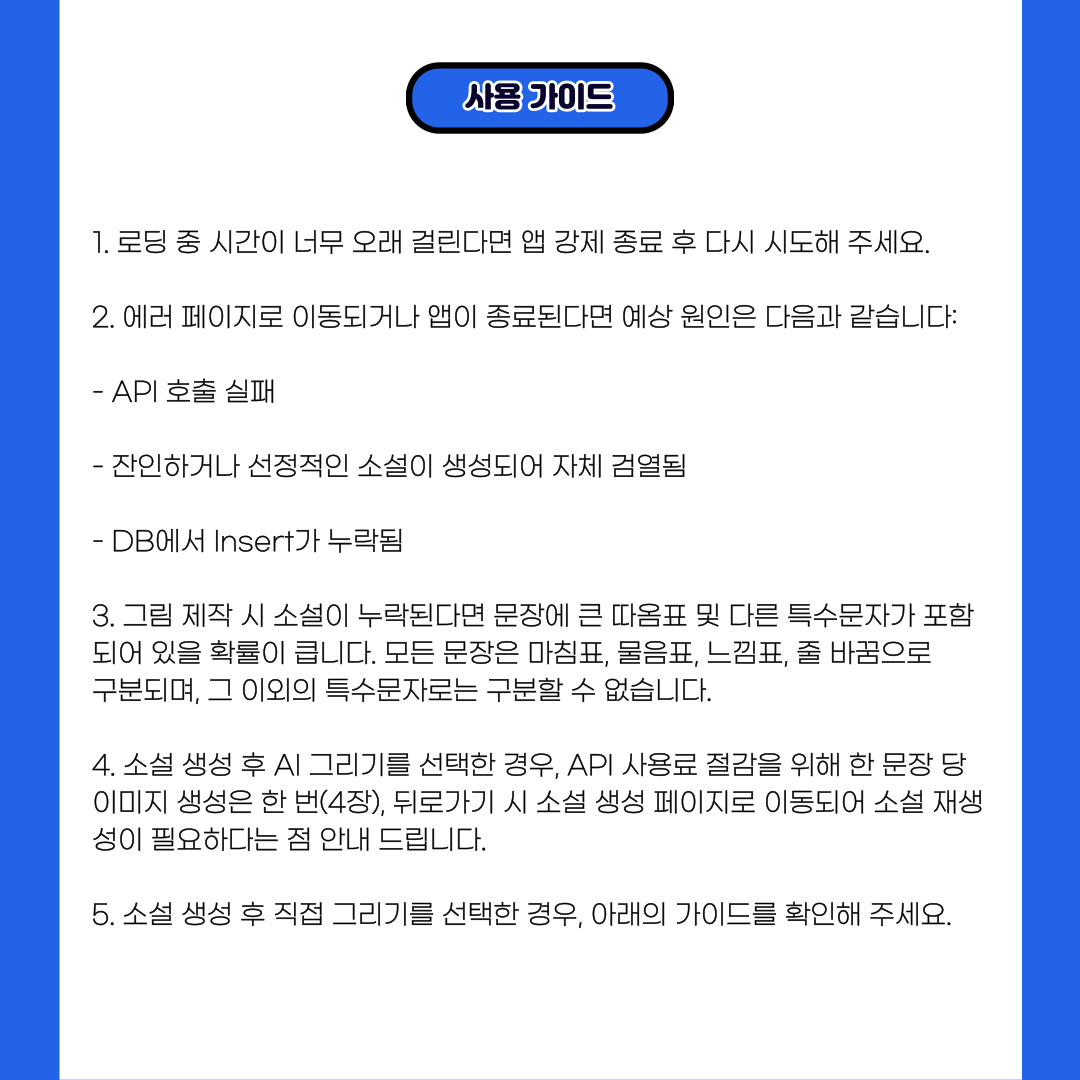 사용 가이드
1. 로딩 중 시간이 너무 오래 걸린다면 앱 강제 종료 후 다시 시도해 주세요.
2. 에러 페이지로 이동되거나 앱이 종료된다면 예상 원인은 다음과 같습니다:
- API 호출 실패
- 잔인하거나 선정적인 소설이 생성되어 자체 검열됨
- DB에서 Insert가 누락됨
3. 그림 제작 시 소설이 누락된다면 문장에 큰 따옴표 및 다른 특수문자가 포함
되어 있을 확률이 큽니다. 모든 문장은 마침표, 물음표, 느낌표, 줄 바꿈으로
구분되며, 그 이외의 특수문자로는 구분할 수 없습니다.
4. 소설 생성 후 AI 그리기를 선택한 경우, API 사용료 절감을 위해 한 문장 당
이미지 생성은 한 번(4장), 뒤로가기 시 소설 생성 페이지로 이동되어 소설 재생
성이 필요하다는 점 안내 드립니다.
5. 소설 생성 후 직접 그리기를 선택한 경우, 아래의 가이드를 확인해 주세요.